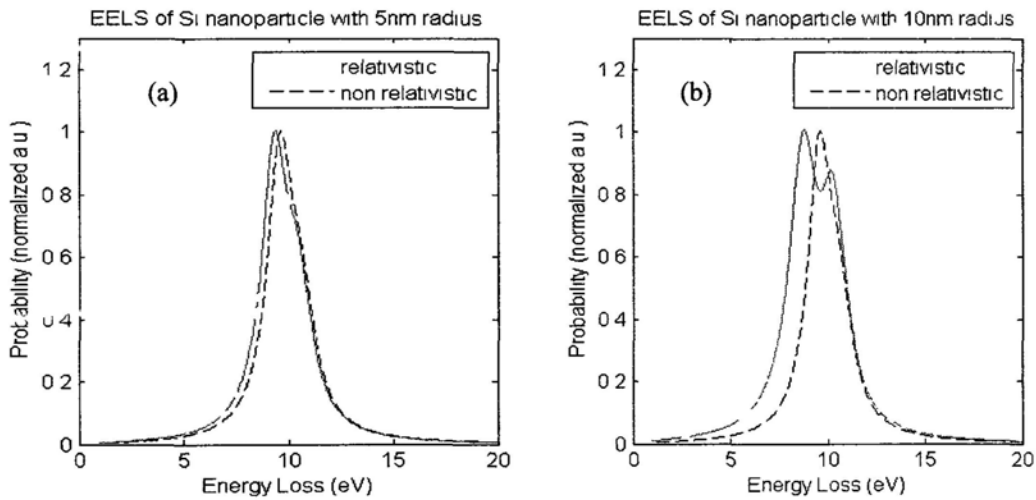 EELS of Si nanoparticle with 5nm radius
Probability (normalized a u )
1 2
1
0 8
0 6
0 4
0 2
0
(a)
relativistic
non relativistic
0 5 10 15 20
Energy Loss (eV)
EELS of Si nanoparticle with 10nm radius
Probability (normalized a u )
1 2
1
0 8
0 6
0 4
0 2
0
(b)
relativistic
non relativistic
0 5 10 15 20
Energy Loss (eV)